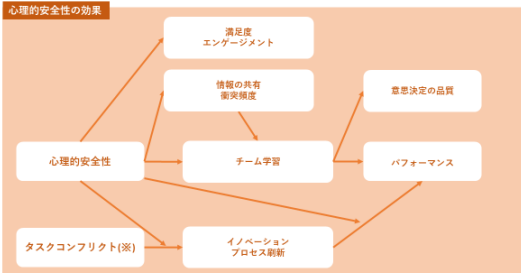 心理的安全性の効果
満足度
エンゲージメント
情報の共有
衝突頻度
意思決定の品質
心理的安全性
チーム学習
パフォーマンス
タスクコンフリクト(※)
イノベーション
プロセス刷新